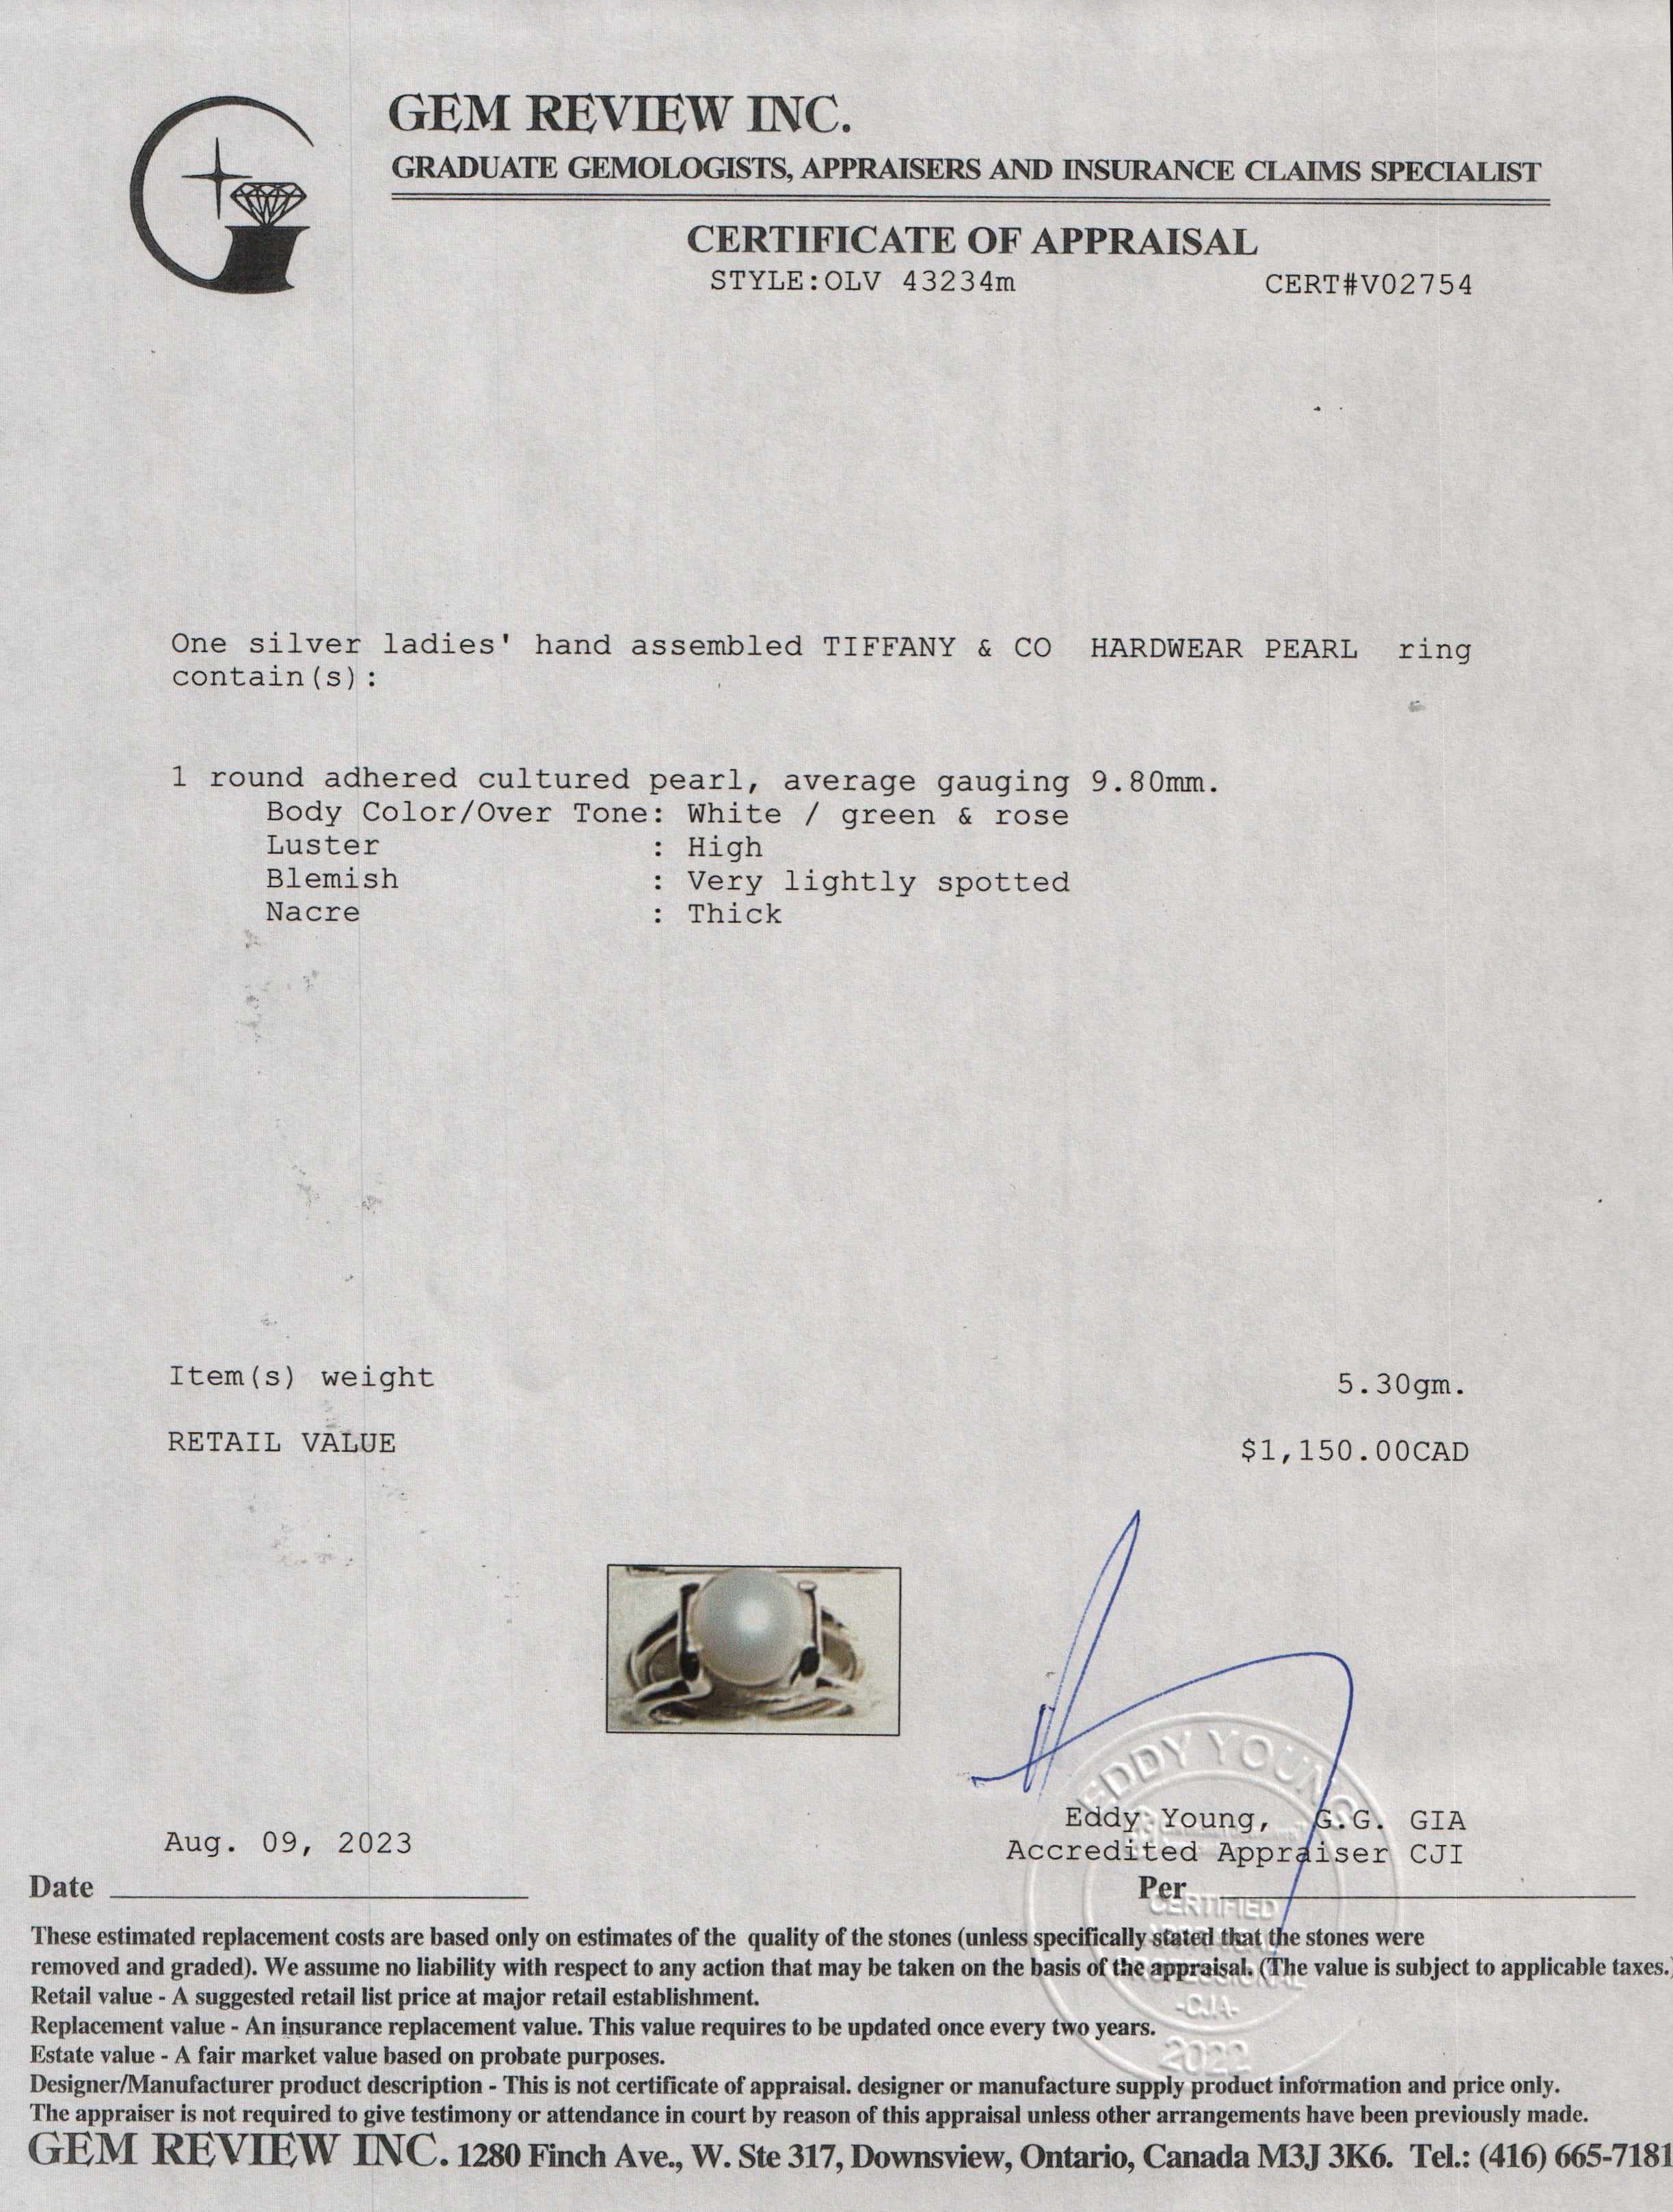 GEM REVIEW INC.
GRADUATE GEMOLOGISTS, APPRAISERS AND INSURANCE CLAIMS SPECIALIST
CERTIFICATE OF APPRAISAL
STYLE:OLV 43234m CERT#V02754
One silver ladies' hand assembled TIFFANY & CO HARDWEAR PEARL ring
contain(s):
1 round adhered cultured pearl, average gauging 9.80mm.
Body Color/Over Tone: White / green & rose
Luster : High
Blemish : Very lightly spotted
Nacre : Thick
Item(s) weight 5.30gm.
RETAIL VALUE $1,150.00CAD
EDDY YOUNG
Eddy Young, G.G. GIA
Aug. 09, 2023 Accredited Appraiser CJI
Date Per
CERTIFIED
-CJA-
2022
These estimated replacement costs are based only on estimates of the quality of the stones (unless specifically stated that the stones were
removed and graded). We assume no liability with respect to any action that may be taken on the basis of the appraisal. (The value is subject to applicable taxes.)
Retail value - A suggested retail list price at major retail establishment.
Replacement value - An insurance replacement value. This value requires to be updated once every two years.
Estate value - A fair market value based on probate purposes.
Designer/Manufacturer product description - This is not certificate of appraisal. designer or manufacture supply product information and price only.
The appraiser is not required to give testimony or attendance in court by reason of this appraisal unless other arrangements have been previously made.
GEM REVIEW INC. 1280 Finch Ave., W. Ste 317, Downsview, Ontario, Canada M3J 3K6. Tel.: (416) 665-7181